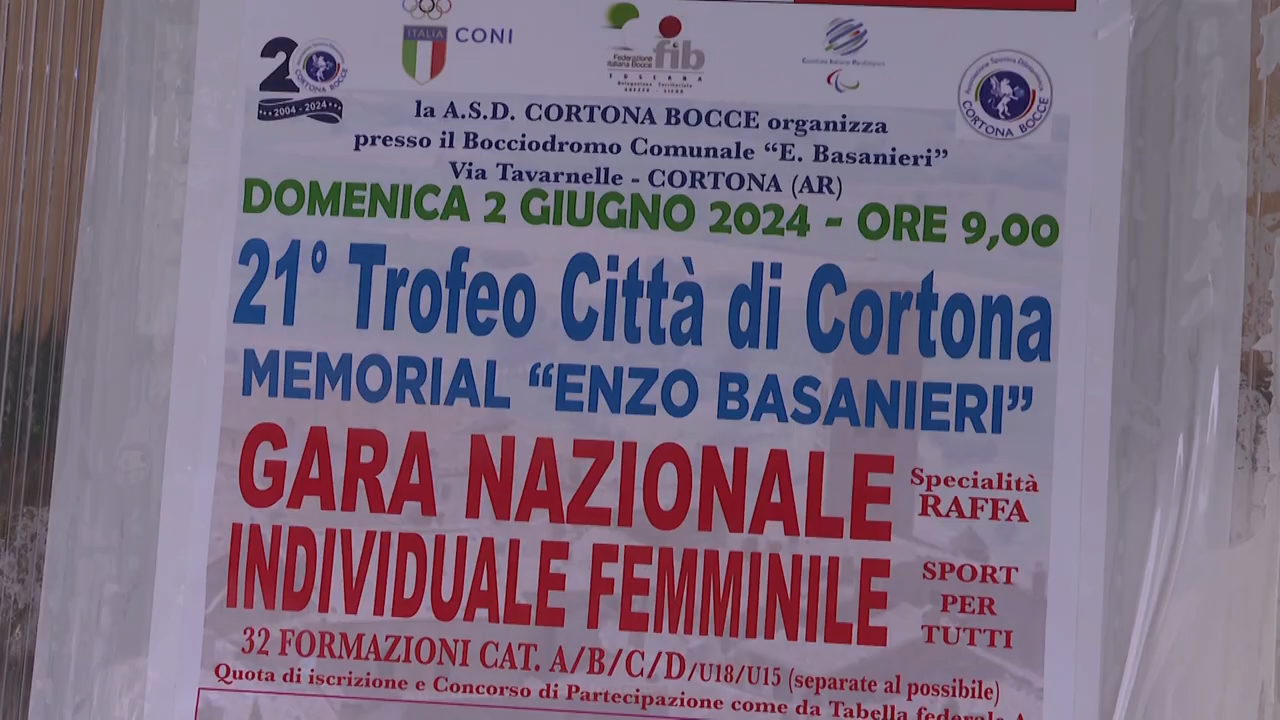 ITALIA
CONI
Federazione
Italiana Bocce
fib
TOSCANA
20
CORTONA BOCCE
2004 - 2024
CORTONA BOCCE
la A.S.D. CORTONA BOCCE organizza
presso il Bocciodromo Comunale “E. Basanieri”
Via Tavarnelle - CORTONA (AR)
DOMENICA 2 GIUGNO 2024 - ORE 9,00
21° Trofeo Città di Cortona
MEMORIAL “ENZO BASANIERI”
GARA NAZIONALE
Specialità
RAFFA
INDIVIDUALE FEMMINILE
SPORT
PER
TUTTI
32 FORMAZIONI CAT. A/B/C/D/U18/U15 (separate al possibile)
Quota di iscrizione e Concorso di Partecipazione come da Tabella federale A